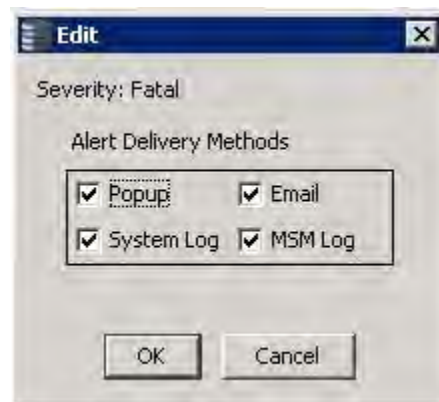 Edit
Severity: Fatal
Alert Delivery Methods
Popup Email
System Log MSM Log
OK Cancel